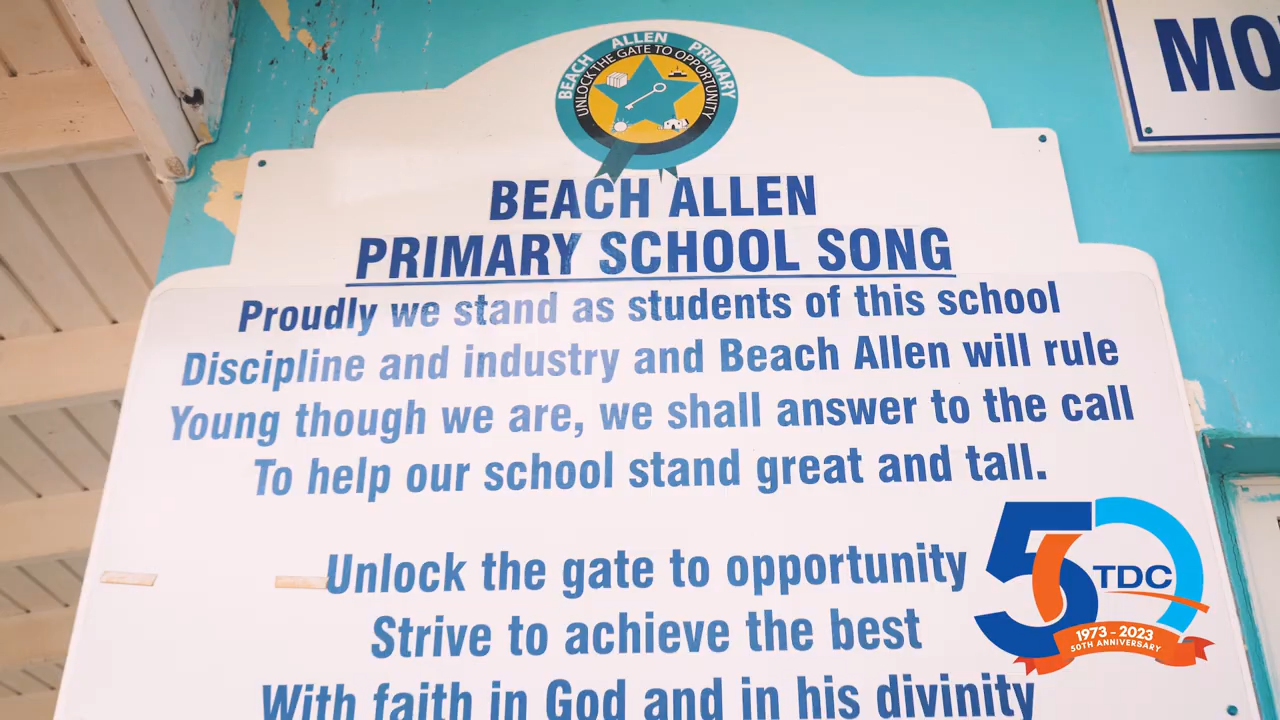 BEACH ALLEN PRIMARY
UNLOCK THE GATE TO OPPORTUNITY
MO
BEACH ALLEN
PRIMARY SCHOOL SONG
Proudly we stand as students of this school
Discipline and industry and Beach Allen will rule
Young though we are, we shall answer to the call
To help our school stand great and tall.
Unlock the gate to opportunity
Strive to achieve the best
With faith in God and in his divinity
50
TDC
1973 - 2023
50TH ANNIVERSARY